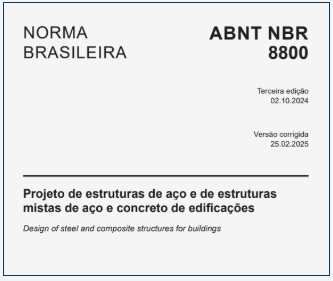 NORMA
BRASILEIRA
ABNT NBR
8800
Terceira edição
02.10.2024
Versão corrigida
25.02.2025
Projeto de estruturas de aço e de estruturas
mistas de aço e concreto de edificações
Design of steel and composite structures for buildings